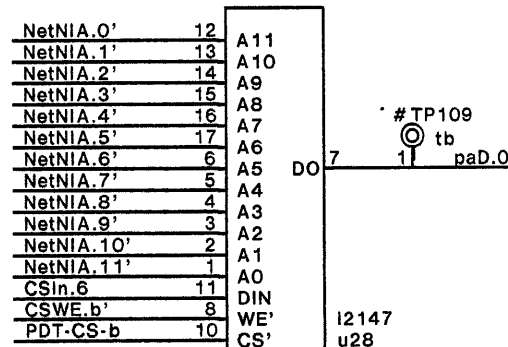 NetNIA.0' 12 A11
NetNIA.1' 13 A10
NetNIA.2' 14 A9
NetNIA.3' 15 A8
NetNIA.4' 16 A7
NetNIA.5' 17 A6
NetNIA.6' 6 A5
NetNIA.7' 5 A4
NetNIA.8' 4 A3
NetNIA.9' 3 A2
NetNIA.10' 2 A1
NetNIA.11' 1 A0
CSIn.6 11 DIN
CSWE.b' 8 WE'
PDT-CS-b 10 CS'
#TP109
tb
DO 7 1 paD.0
i2147
u28